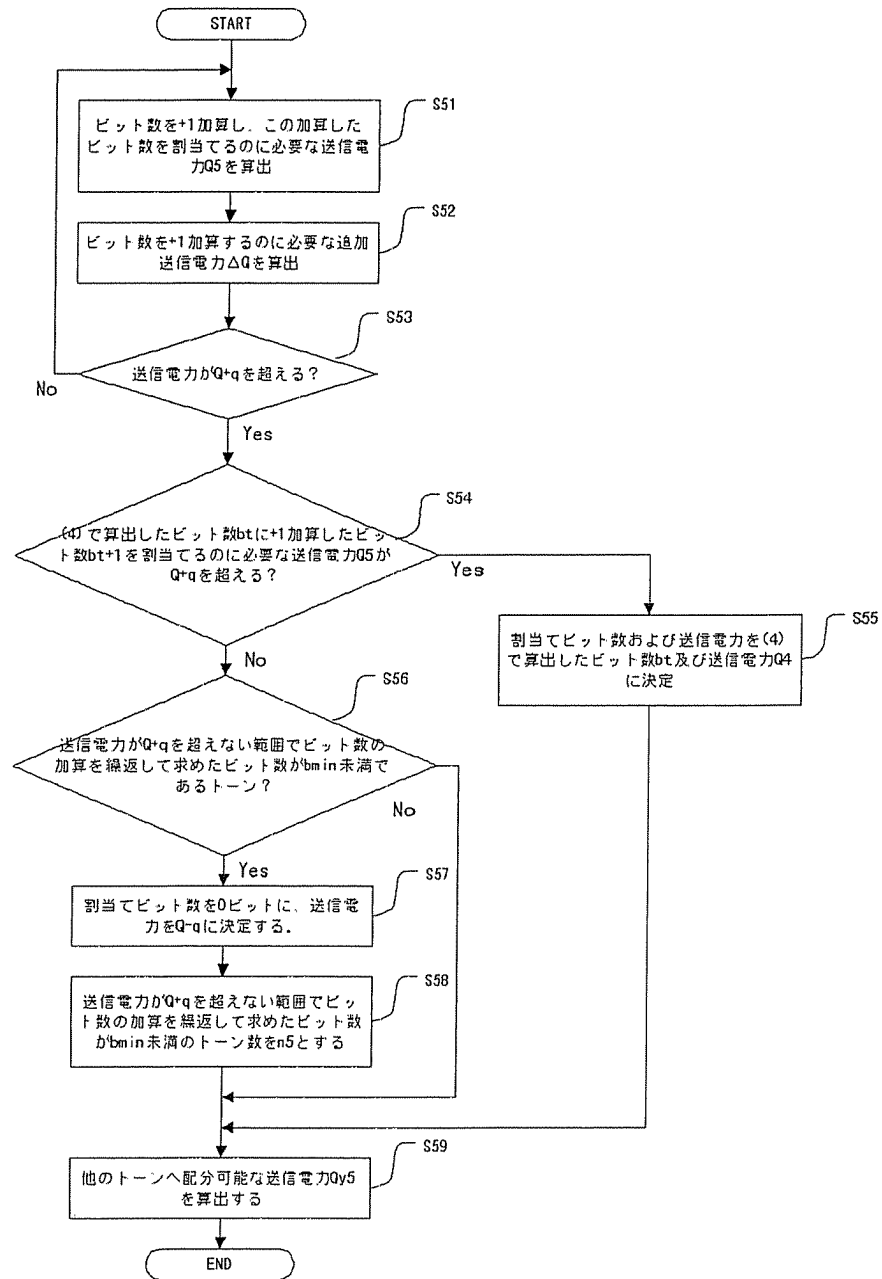 START
S51
ビット数を+1加算し、この加算した
ビット数を割当てるのに必要な送信電
力Q5を算出
S52
ビット数を+1加算するのに必要な追加
送信電力ΔQを算出
S53
送信電力がQ+qを超える?
No
Yes
S54
(4)で算出したビット数btに+1加算したビッ
ト数bt+1を割当てるのに必要な送信電力Q5が
Q+qを超える?
Yes
No
S55
割当てビット数および送信電力を(4)
で算出したビット数bt及び送信電力Q4
に決定
S56
送信電力がQ+qを超えない範囲でビット数の
加算を繰返して求めたビット数がbmin未満で
あるトーン?
No
Yes
S57
割当てビット数を0ビットに、送信電
力をQ-qに決定する.
S58
送信電力がQ+qを超えない範囲でビッ
ト数の加算を繰返して求めたビット数
がbmin未満のトーン数をn5とする
S59
他のトーンへ配分可能な送信電力Qy5
を算出する
END